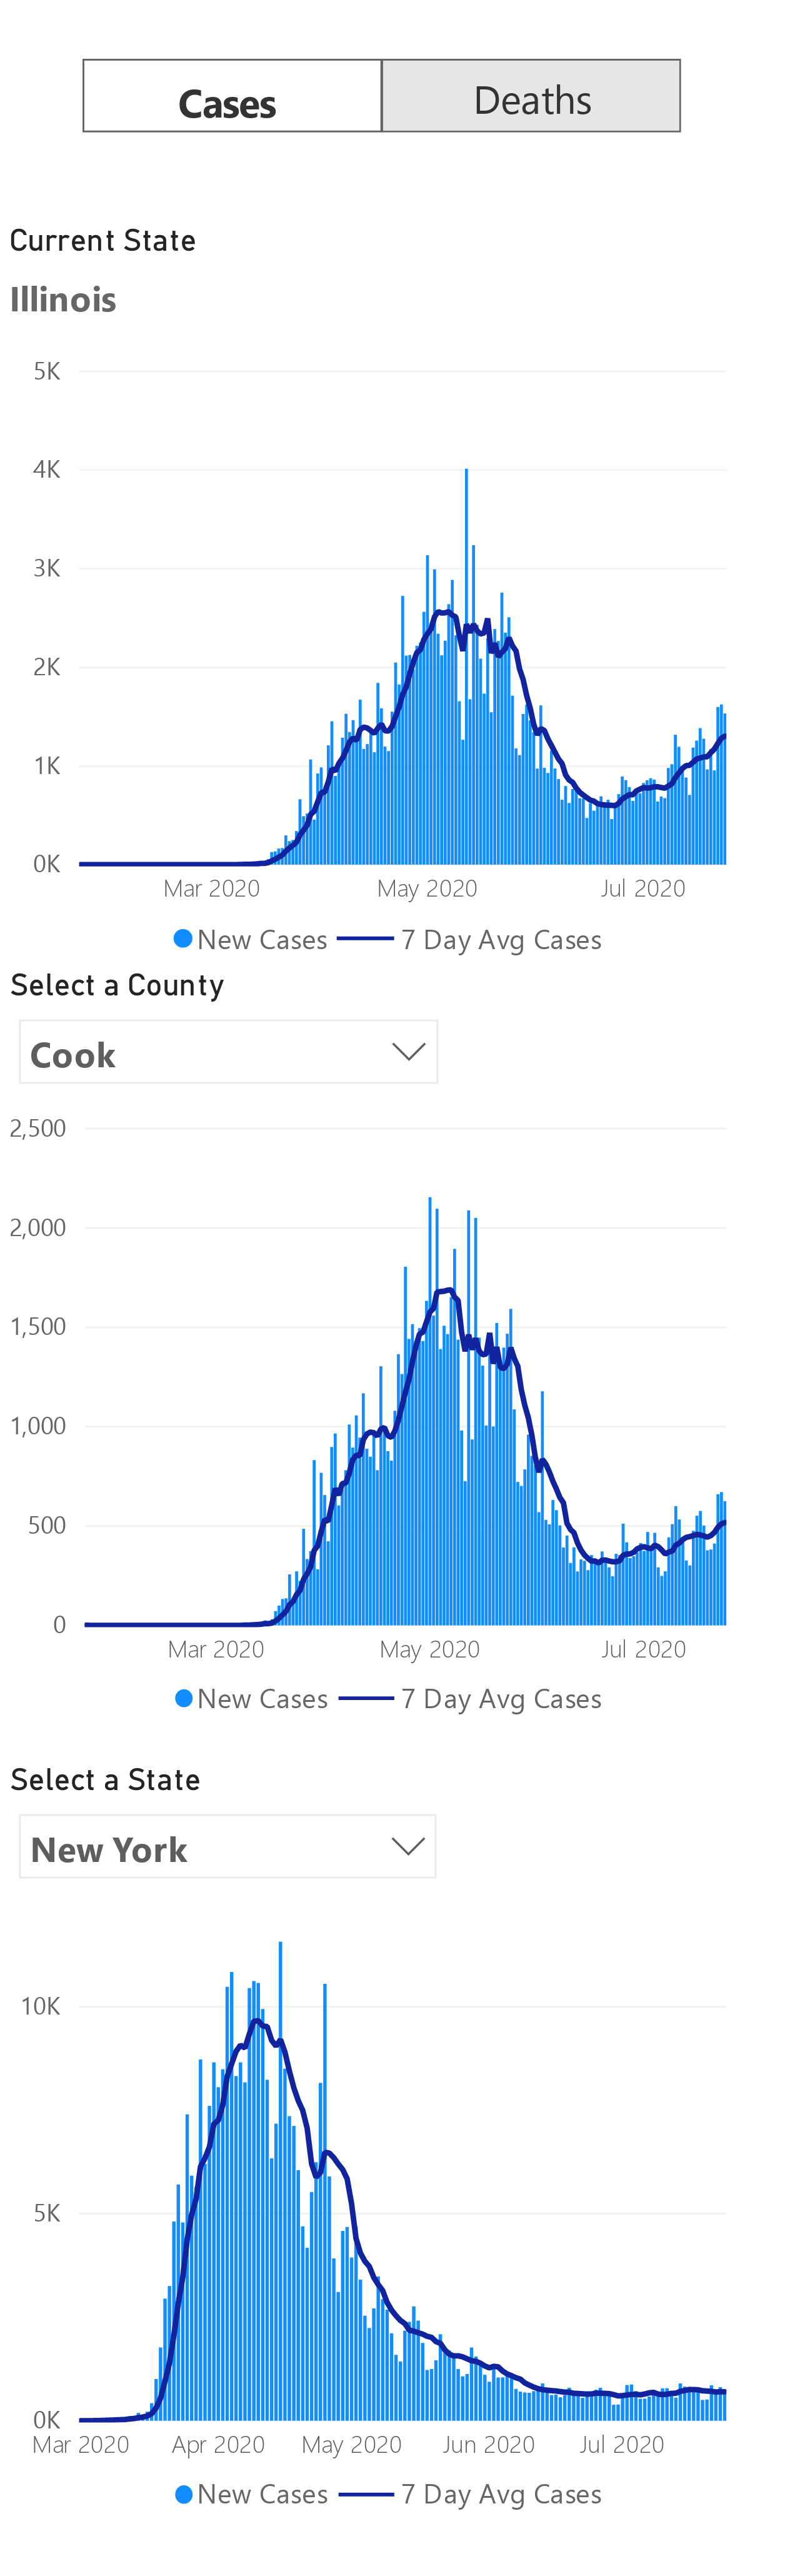 Cases Deaths
Current State
Illinois
5K
4K
3K
2K
1K
0K
Mar 2020 May 2020 Jul 2020
New Cases 7 Day Avg Cases
Select a County
Cook
2,500
2,000
1,500
1,000
500
0
Mar 2020 May 2020 Jul 2020
New Cases 7 Day Avg Cases
Select a State
New York
10K
5K
0K
Mar 2020 Apr 2020 May 2020 Jun 2020 Jul 2020
New Cases 7 Day Avg Cases